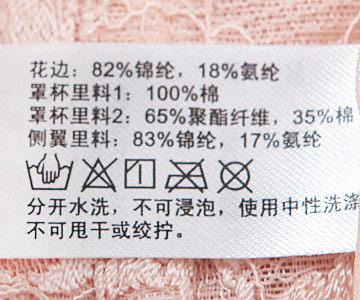 花边：82%锦纶，18%氨纶
罩杯里料1：100%棉
罩杯里料2：65%聚酯纤维，35%棉
侧翼里料：83%锦纶，17%氨纶
分开水洗，不可浸泡，使用中性洗涤
不可甩干或绞拧。